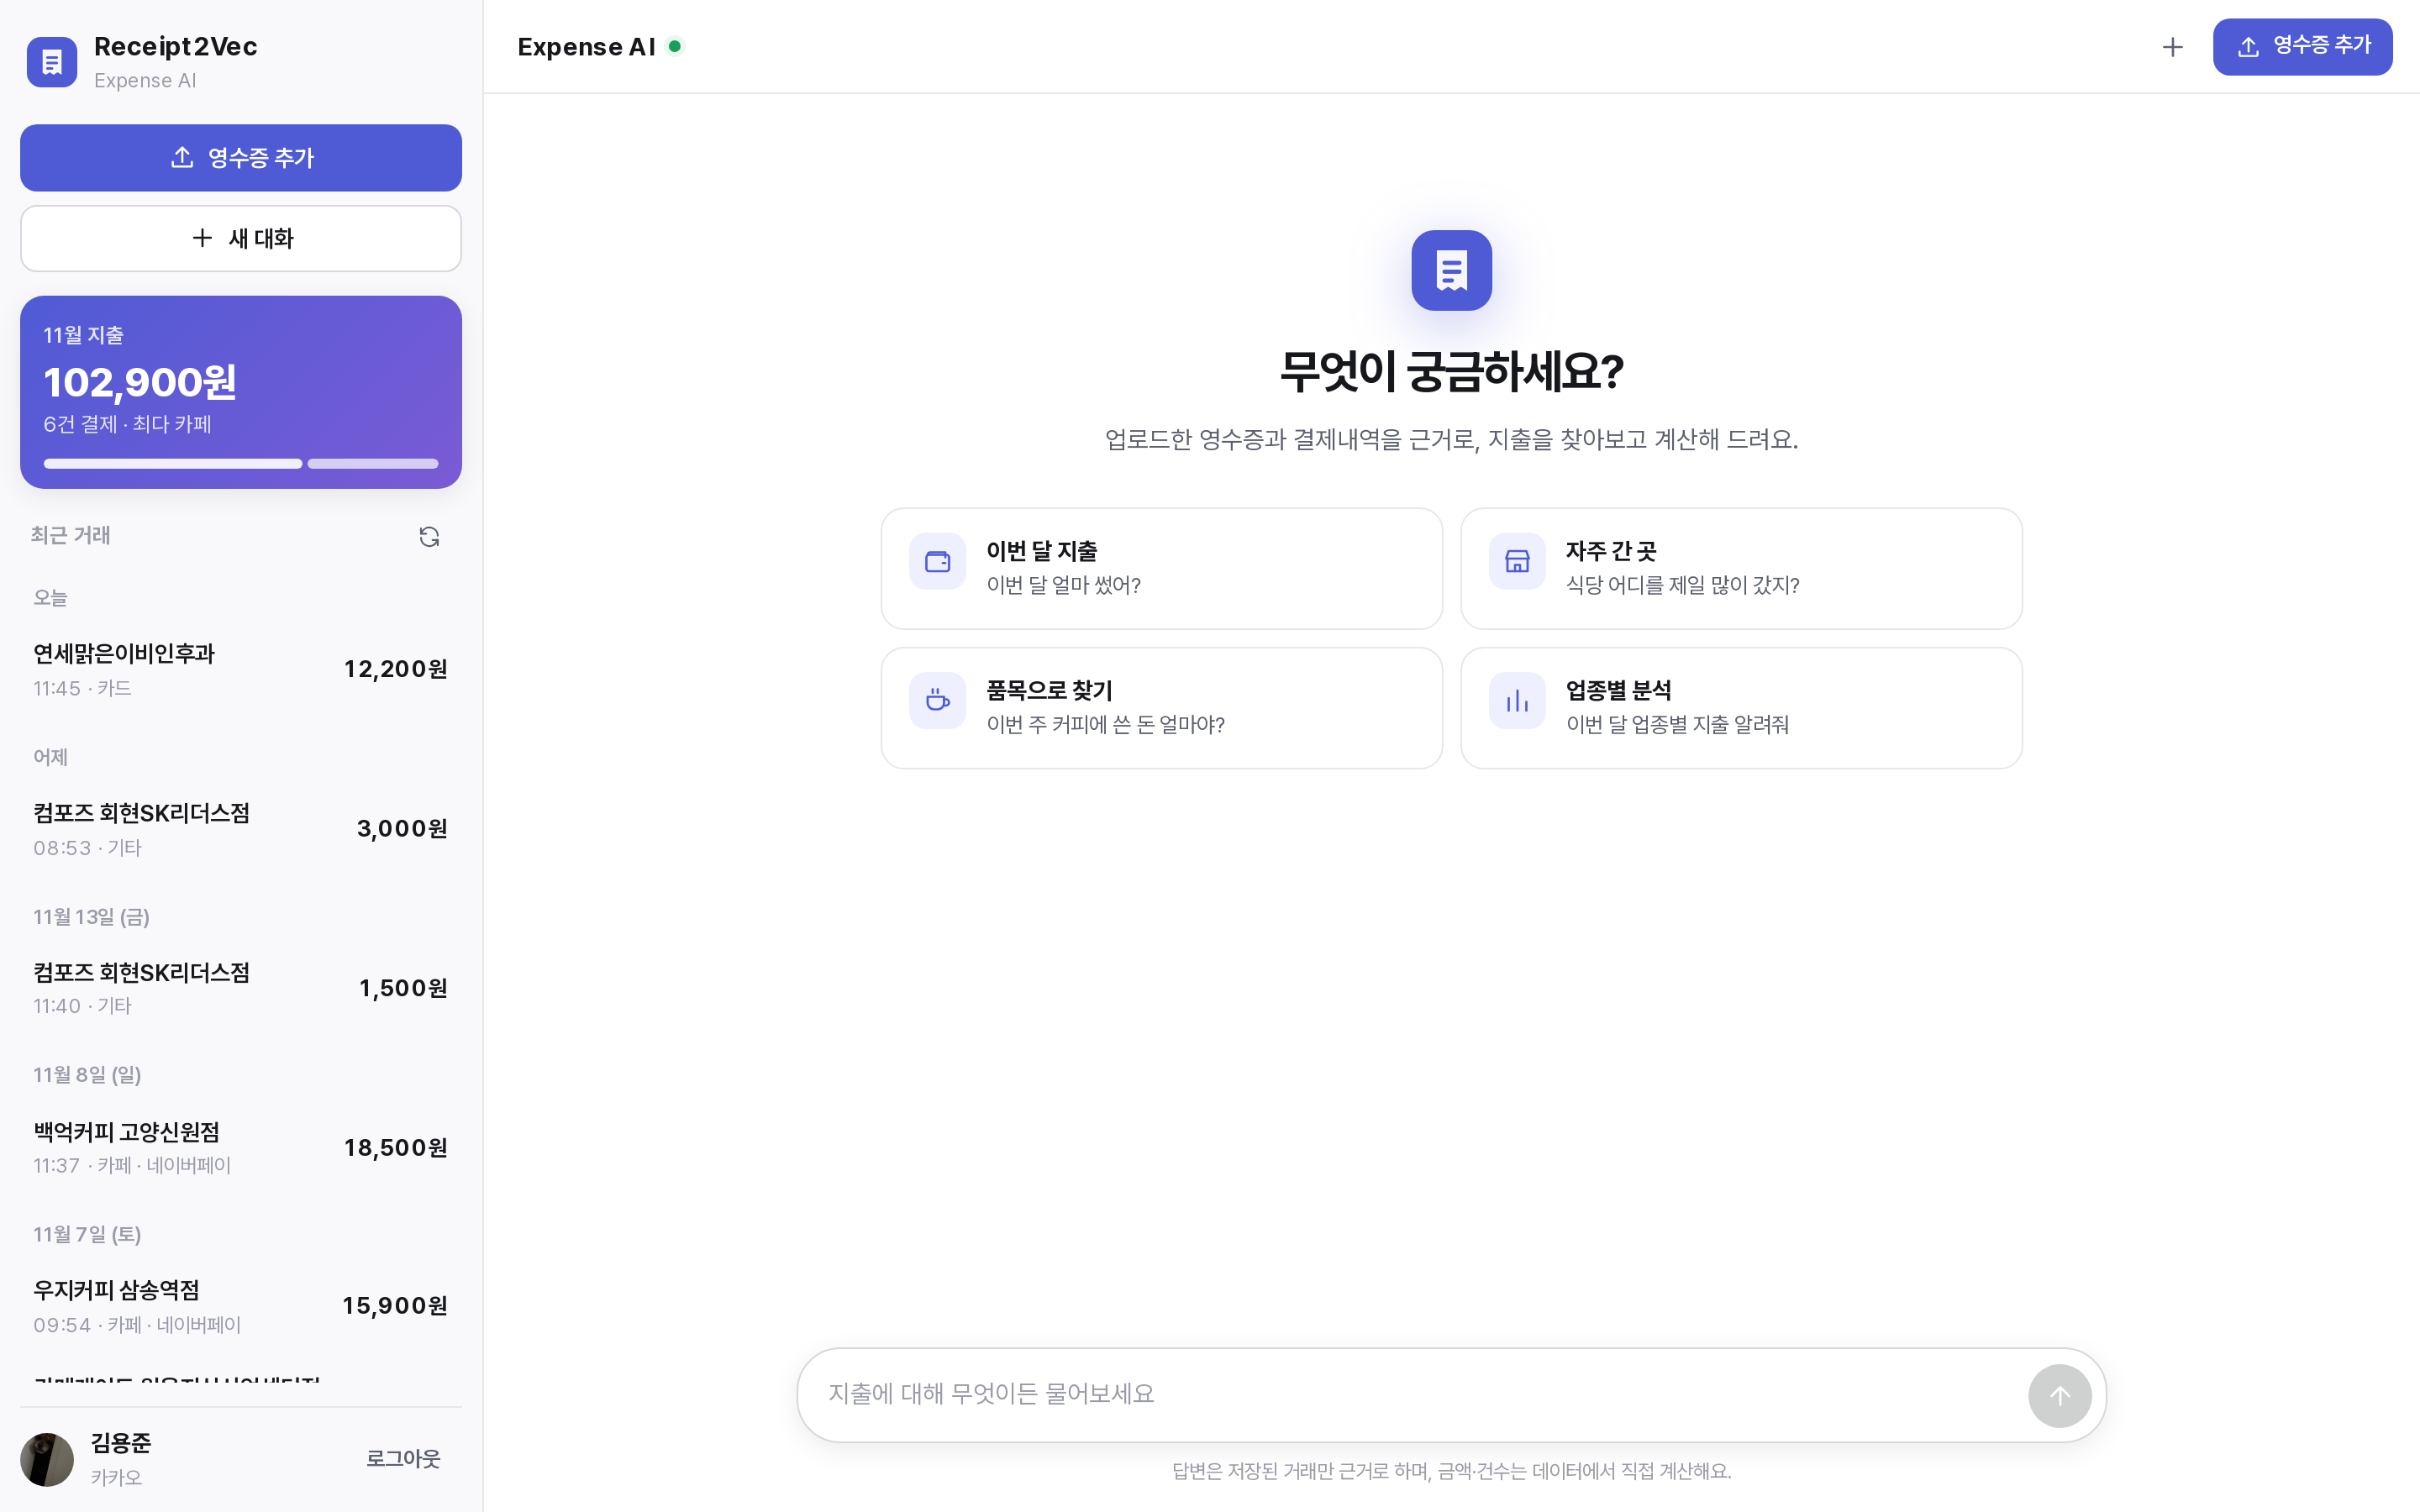 Receipt2Vec
Expense AI
영수증 추가
새 대화
11월 지출
102,900원
6건 결제 · 최다 카페
최근 거래
오늘
연세맑은이비인후과
12,200원
11:45 · 카드
어제
컴포즈 회현SK리더스점
3,000원
08:53 · 기타
11월 13일 (금)
컴포즈 회현SK리더스점
1,500원
11:40 · 기타
11월 8일 (일)
백억커피 고양신원점
18,500원
11:37 · 카페 · 네이버페이
11월 7일 (토)
우지커피 삼송역점
15,900원
09:54 · 카페 · 네이버페이
김용준
카카오
로그아웃
Expense AI
영수증 추가
무엇이 궁금하세요?
업로드한 영수증과 결제내역을 근거로, 지출을 찾아보고 계산해 드려요.
이번 달 지출
이번 달 얼마 썼어?
자주 간 곳
식당 어디를 제일 많이 갔지?
품목으로 찾기
이번 주 커피에 쓴 돈 얼마야?
업종별 분석
이번 달 업종별 지출 알려줘
지출에 대해 무엇이든 물어보세요
답변은 저장된 거래만 근거로 하며, 금액·건수는 데이터에서 직접 계산해요.